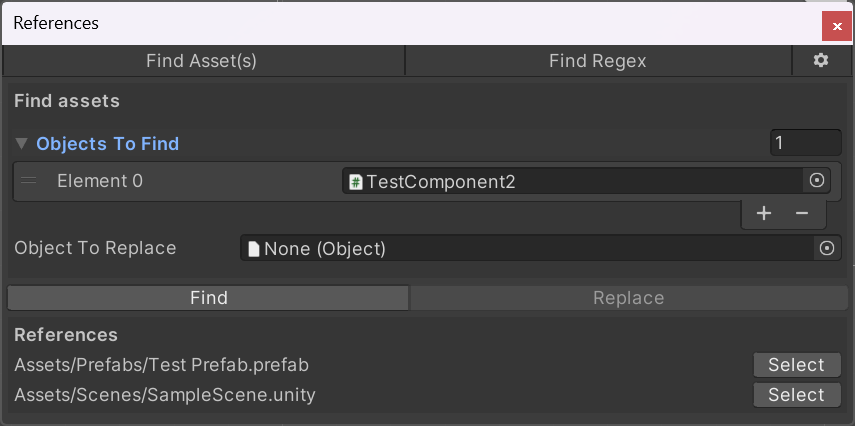 References
x
Find Asset(s) Find Regex
Find assets
Objects To Find 1
Element 0 # TestComponent2
+ −
Object To Replace None (Object)
Find Replace
References
Assets/Prefabs/Test Prefab.prefab Select
Assets/Scenes/SampleScene.unity Select